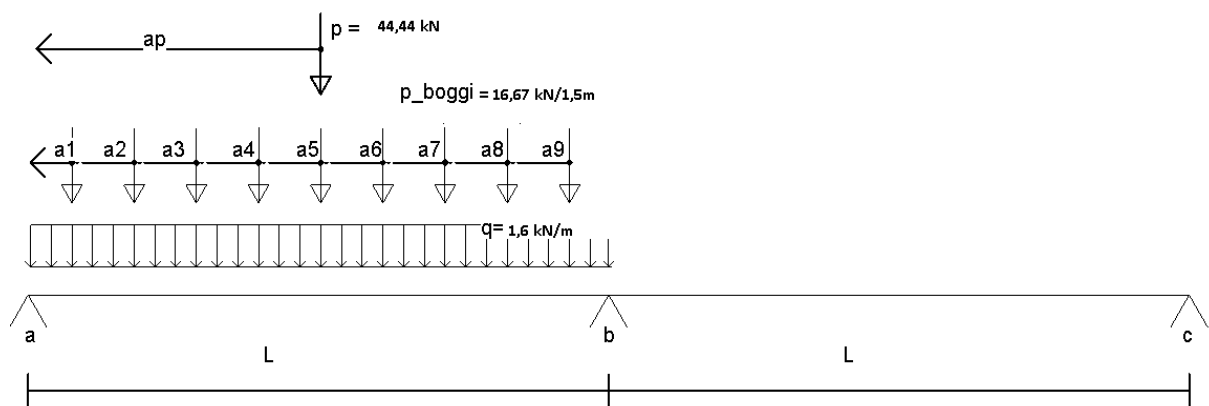 p = 44,44 kN
ap
p_boggi = 16,67 kN/1,5m
a1 a2 a3 a4 a5 a6 a7 a8 a9
q= 1,6 kN/m
a b c
L L